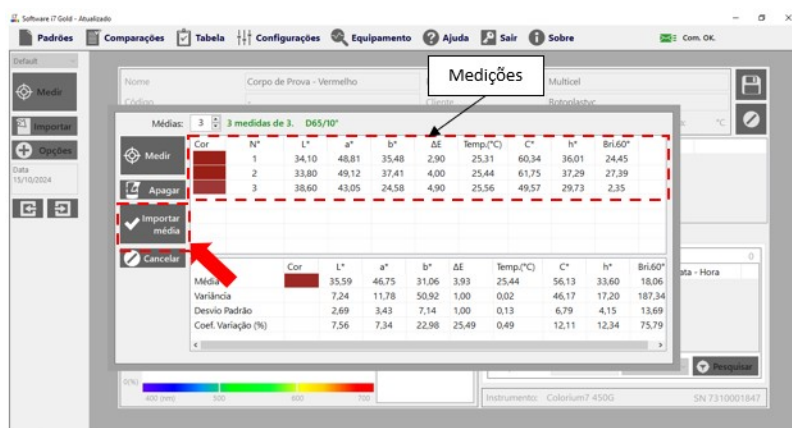 Software i7 Gold - Atualizado
Padrões Comparações Tabela Configurações Equipamento Ajuda Sair Sobre Com. OK.
Default
Medir
Importar
Opções
Data
15/10/2024
Nome Corpo de Prova - Vermelho Multicel
Código Cliente Rotoplastyc
°C
Medições
Médias: 3 3 medidas de 3. D65/10°
Medir
Apagar
Importar média
Cancelar
Cor N° L* a* b* ΔE Temp.(°C) C* h* Bri.60°
1 34,10 48,81 35,48 2,90 25,31 60,34 36,01 24,45
2 33,80 49,12 37,41 4,00 25,44 61,75 37,29 27,39
3 38,60 43,05 24,58 4,90 25,56 49,57 29,73 2,35
Cor L* a* b* ΔE Temp.(°C) C* h* Bri.60°
Média 35,59 46,75 31,06 3,93 25,44 56,13 33,60 18,06
Variância 7,24 11,78 50,92 1,00 0,02 46,17 17,20 187,34
Desvio Padrão 2,69 3,43 7,14 1,00 0,13 6,79 4,15 13,69
Coef. Variação (%) 7,56 7,34 22,98 25,49 0,49 12,11 12,34 75,79
0
ata - Hora
Pesquisar
0(%)
400 (nm) 500 600 700
Instrumento: Colorium7 450G SN 7310001847